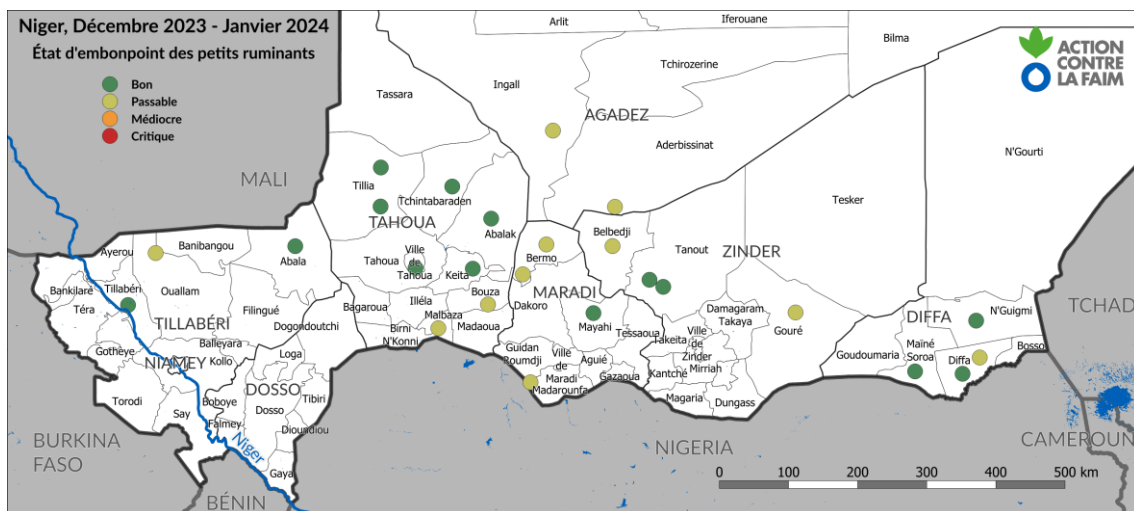 Niger, Décembre 2023 - Janvier 2024
État d'embonpoint des petits ruminants
Bon
Passable
Médiocre
Critique
ACTION
CONTRE
LA FAIM
Arlit
Iferouane
Bilma
Tchirozerine
Ingall
Tassara
AGADEZ
Aderbissinat
N'Gourti
MALI
Tillia
Tchintabaraden
Tesker
TAHOUA
Abalak
Belbedji
Tanout
ZINDER
Ayerou
Banibangou
Abala
Tahoua
Ville
de
Tahoua
Keita
Bermo
Bankilaré
Tillabéri
Ouallam
Filingué
Bagaroua
Illéla
Bouza
Dakoro
MARADI
Téra
TILLABÉRI
Dogondoutchi
Malbaza
Birni
N'Konni
Madaoua
Mayahi
Tessaoua
Damagaram
Takaya
Gouré
DIFFA
N'Guigmi
TCHAD
Gothèye
NIAMEY
Balleyara
Kollo
Loga
Guidan
Roumdji
Ville
de
Maradi
Madarounfa
Aguié
Gazaoua
Takeita
Ville
de
Zinder
Mirriah
Kantché
Magaria
Dungass
Goudoumaria
Maïné
Soroa
Diffa
Bosso
Torodi
Say
Boboye
DOSSO
Dosso
Tibiri
Falmey
Dioundiou
Gaya
Niger
BURKINA
FASO
BÉNIN
NIGERIA
CAMEROUN
0 100 200 300 400 500 km